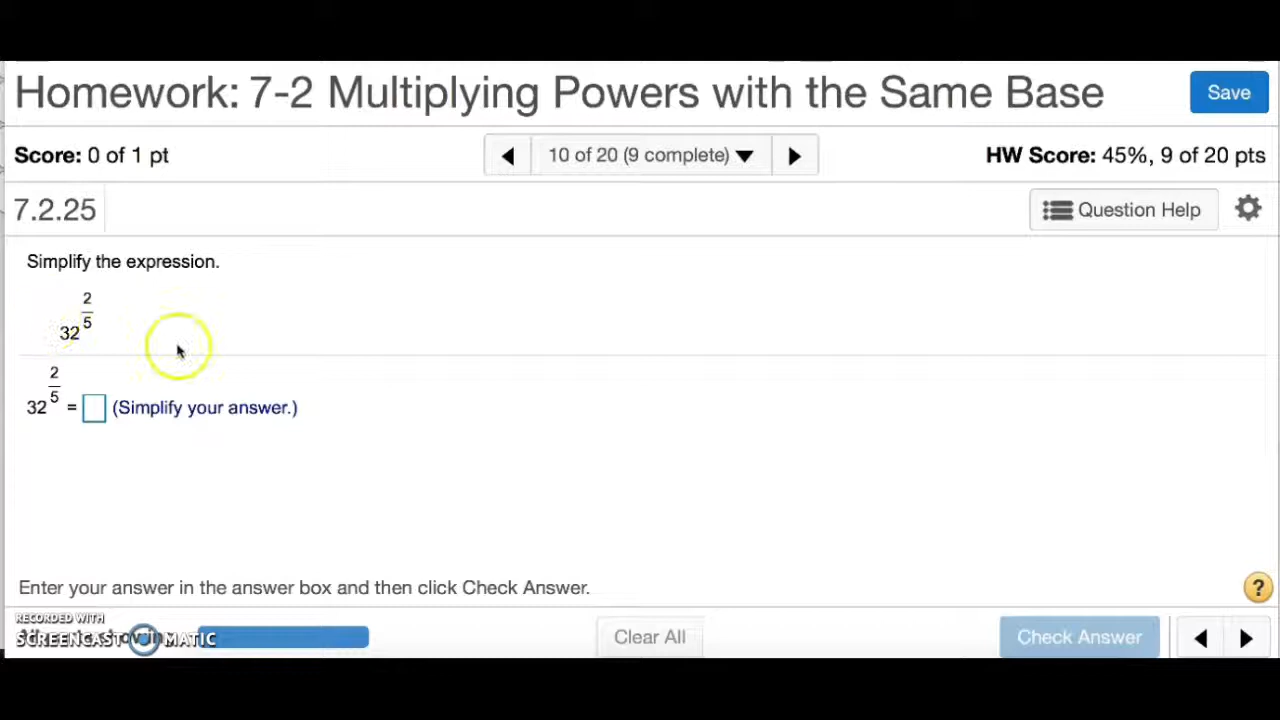 Homework: 7-2 Multiplying Powers with the Same Base
Save
Score: 0 of 1 pt
10 of 20 (9 complete)
HW Score: 45%, 9 of 20 pts
7.2.25
Question Help
Simplify the expression.
32^(2/5)
32^(2/5) = (Simplify your answer.)
Enter your answer in the answer box and then click Check Answer.
?
RECORDED WITH
SCREENCAST MATIC
Clear All
Check Answer